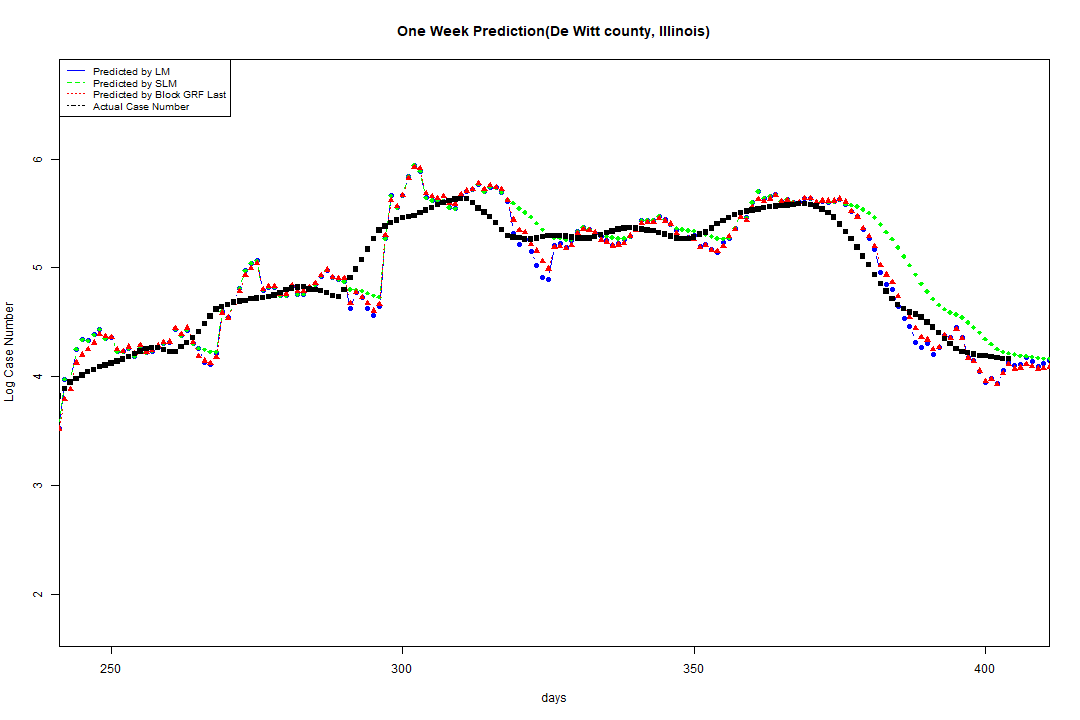 One Week Prediction(De Witt county, Illinois)
Predicted by LM
Predicted by SLM
Predicted by Block GRF Last
Actual Case Number
6
5
4
3
2
Log Case Number
250
300
350
400
days